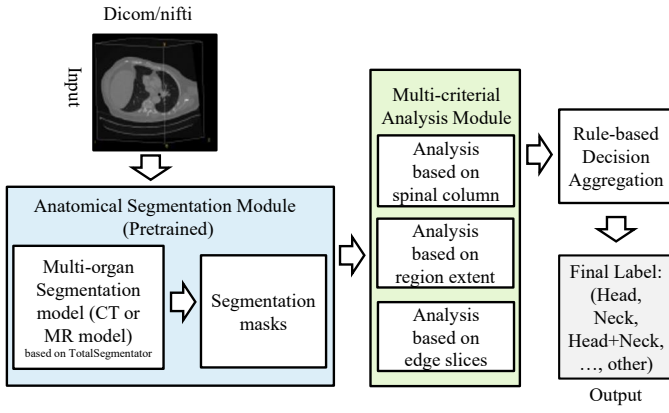 Dicom/nifti
Input
Anatomical Segmentation Module
(Pretrained)
Multi-organ
Segmentation
model (CT or
MR model)
based on TotalSegmentator
Segmentation
masks
Multi-criterial
Analysis Module
Analysis
based on
spinal column
Analysis
based on
region extent
Analysis
based on
edge slices
Rule-based
Decision
Aggregation
Final Label:
(Head,
Neck,
Head+Neck,
…, other)
Output